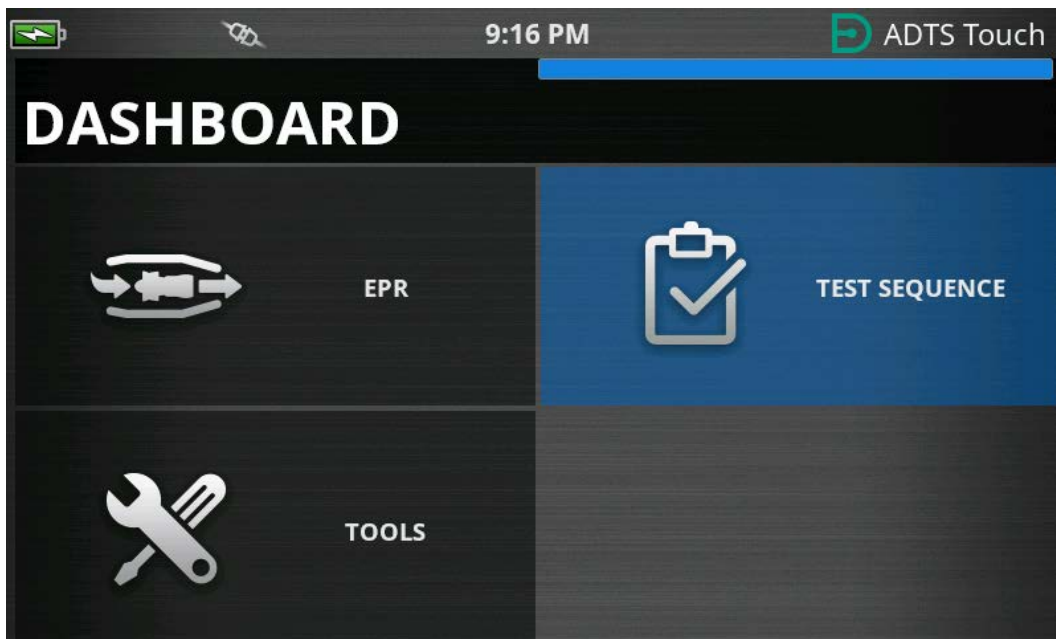 9:16 PM
ADTS Touch
DASHBOARD
EPR
TEST SEQUENCE
TOOLS